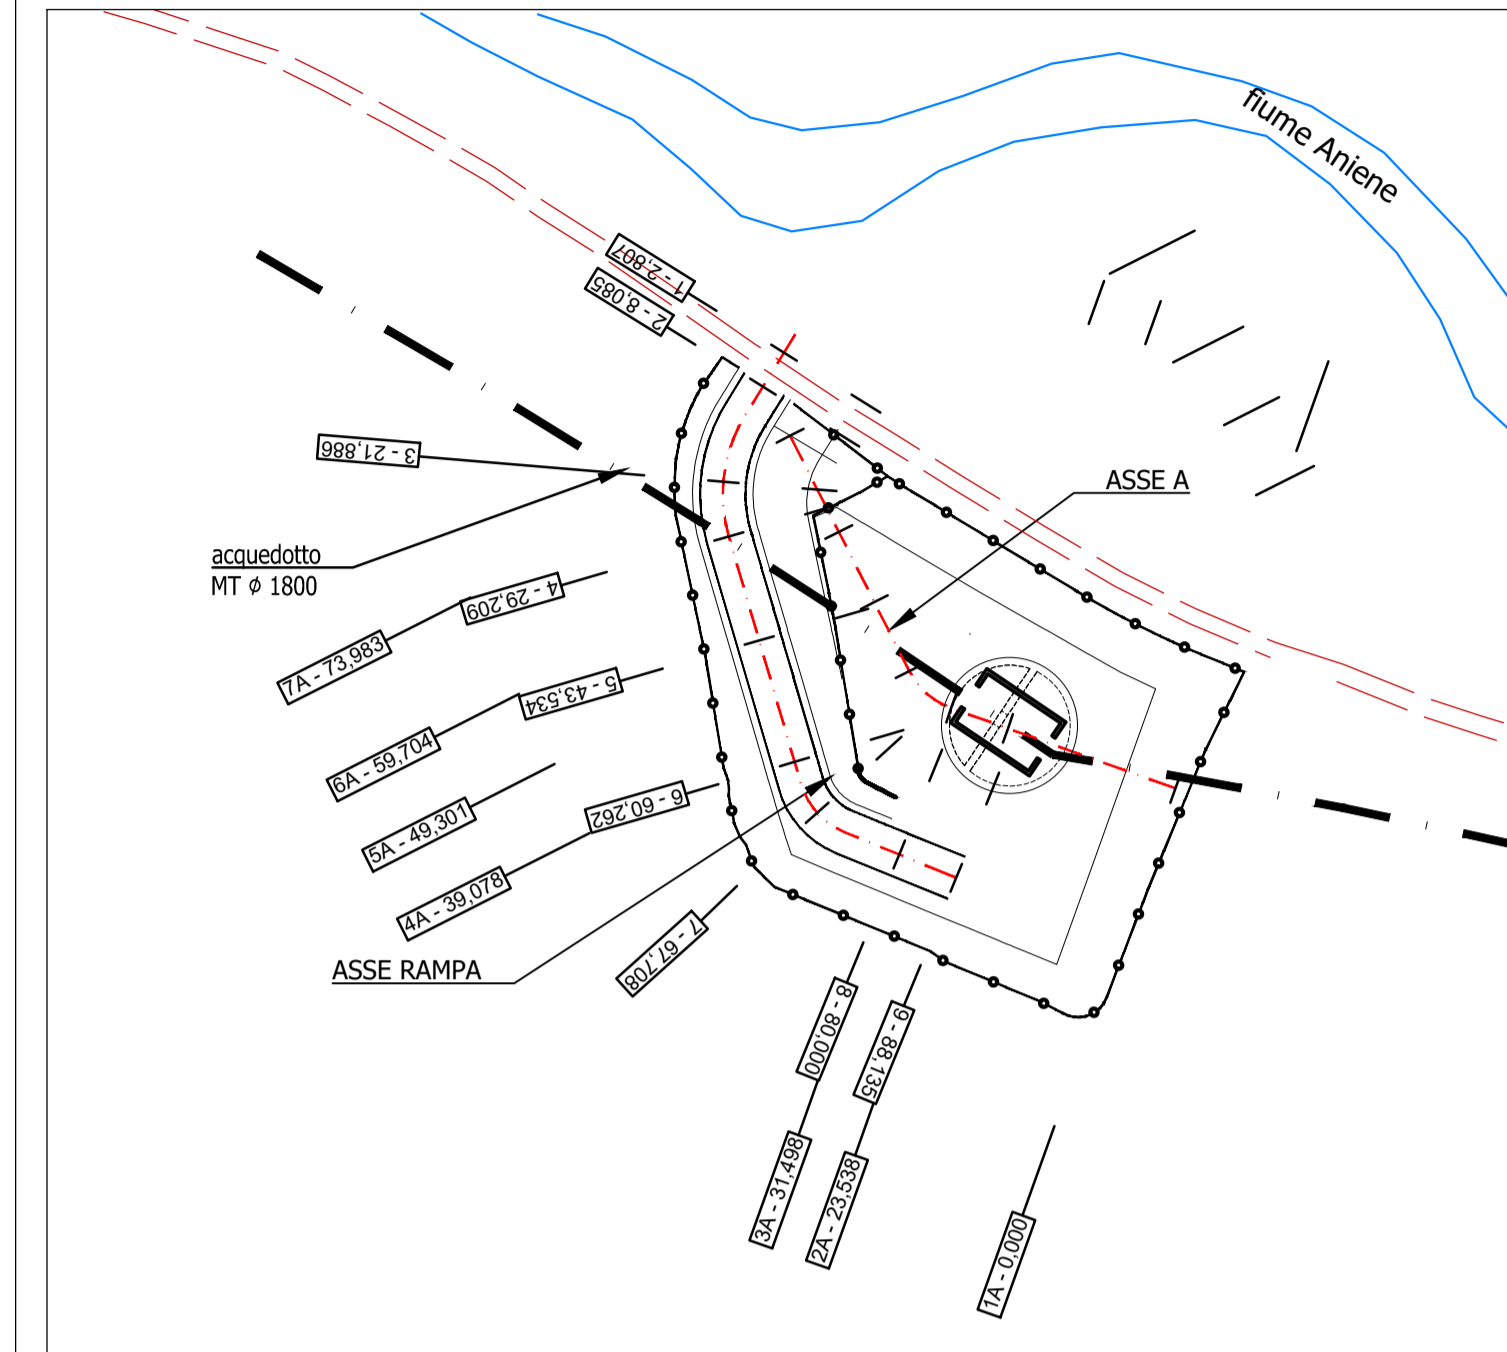 fiume Aniene
1 - 2,807
2 - 8,085
3 - 21,886
ASSE A
acquedotto
MT ø 1800
4 - 29,209
7A - 73,983
5 - 43,534
6A - 59,704
6 - 60,262
5A - 49,301
4A - 39,078
7 - 67,708
ASSE RAMPA
8 - 80,000
9 - 88,135
3A - 31,498
2A - 23,538
1A - 0,000